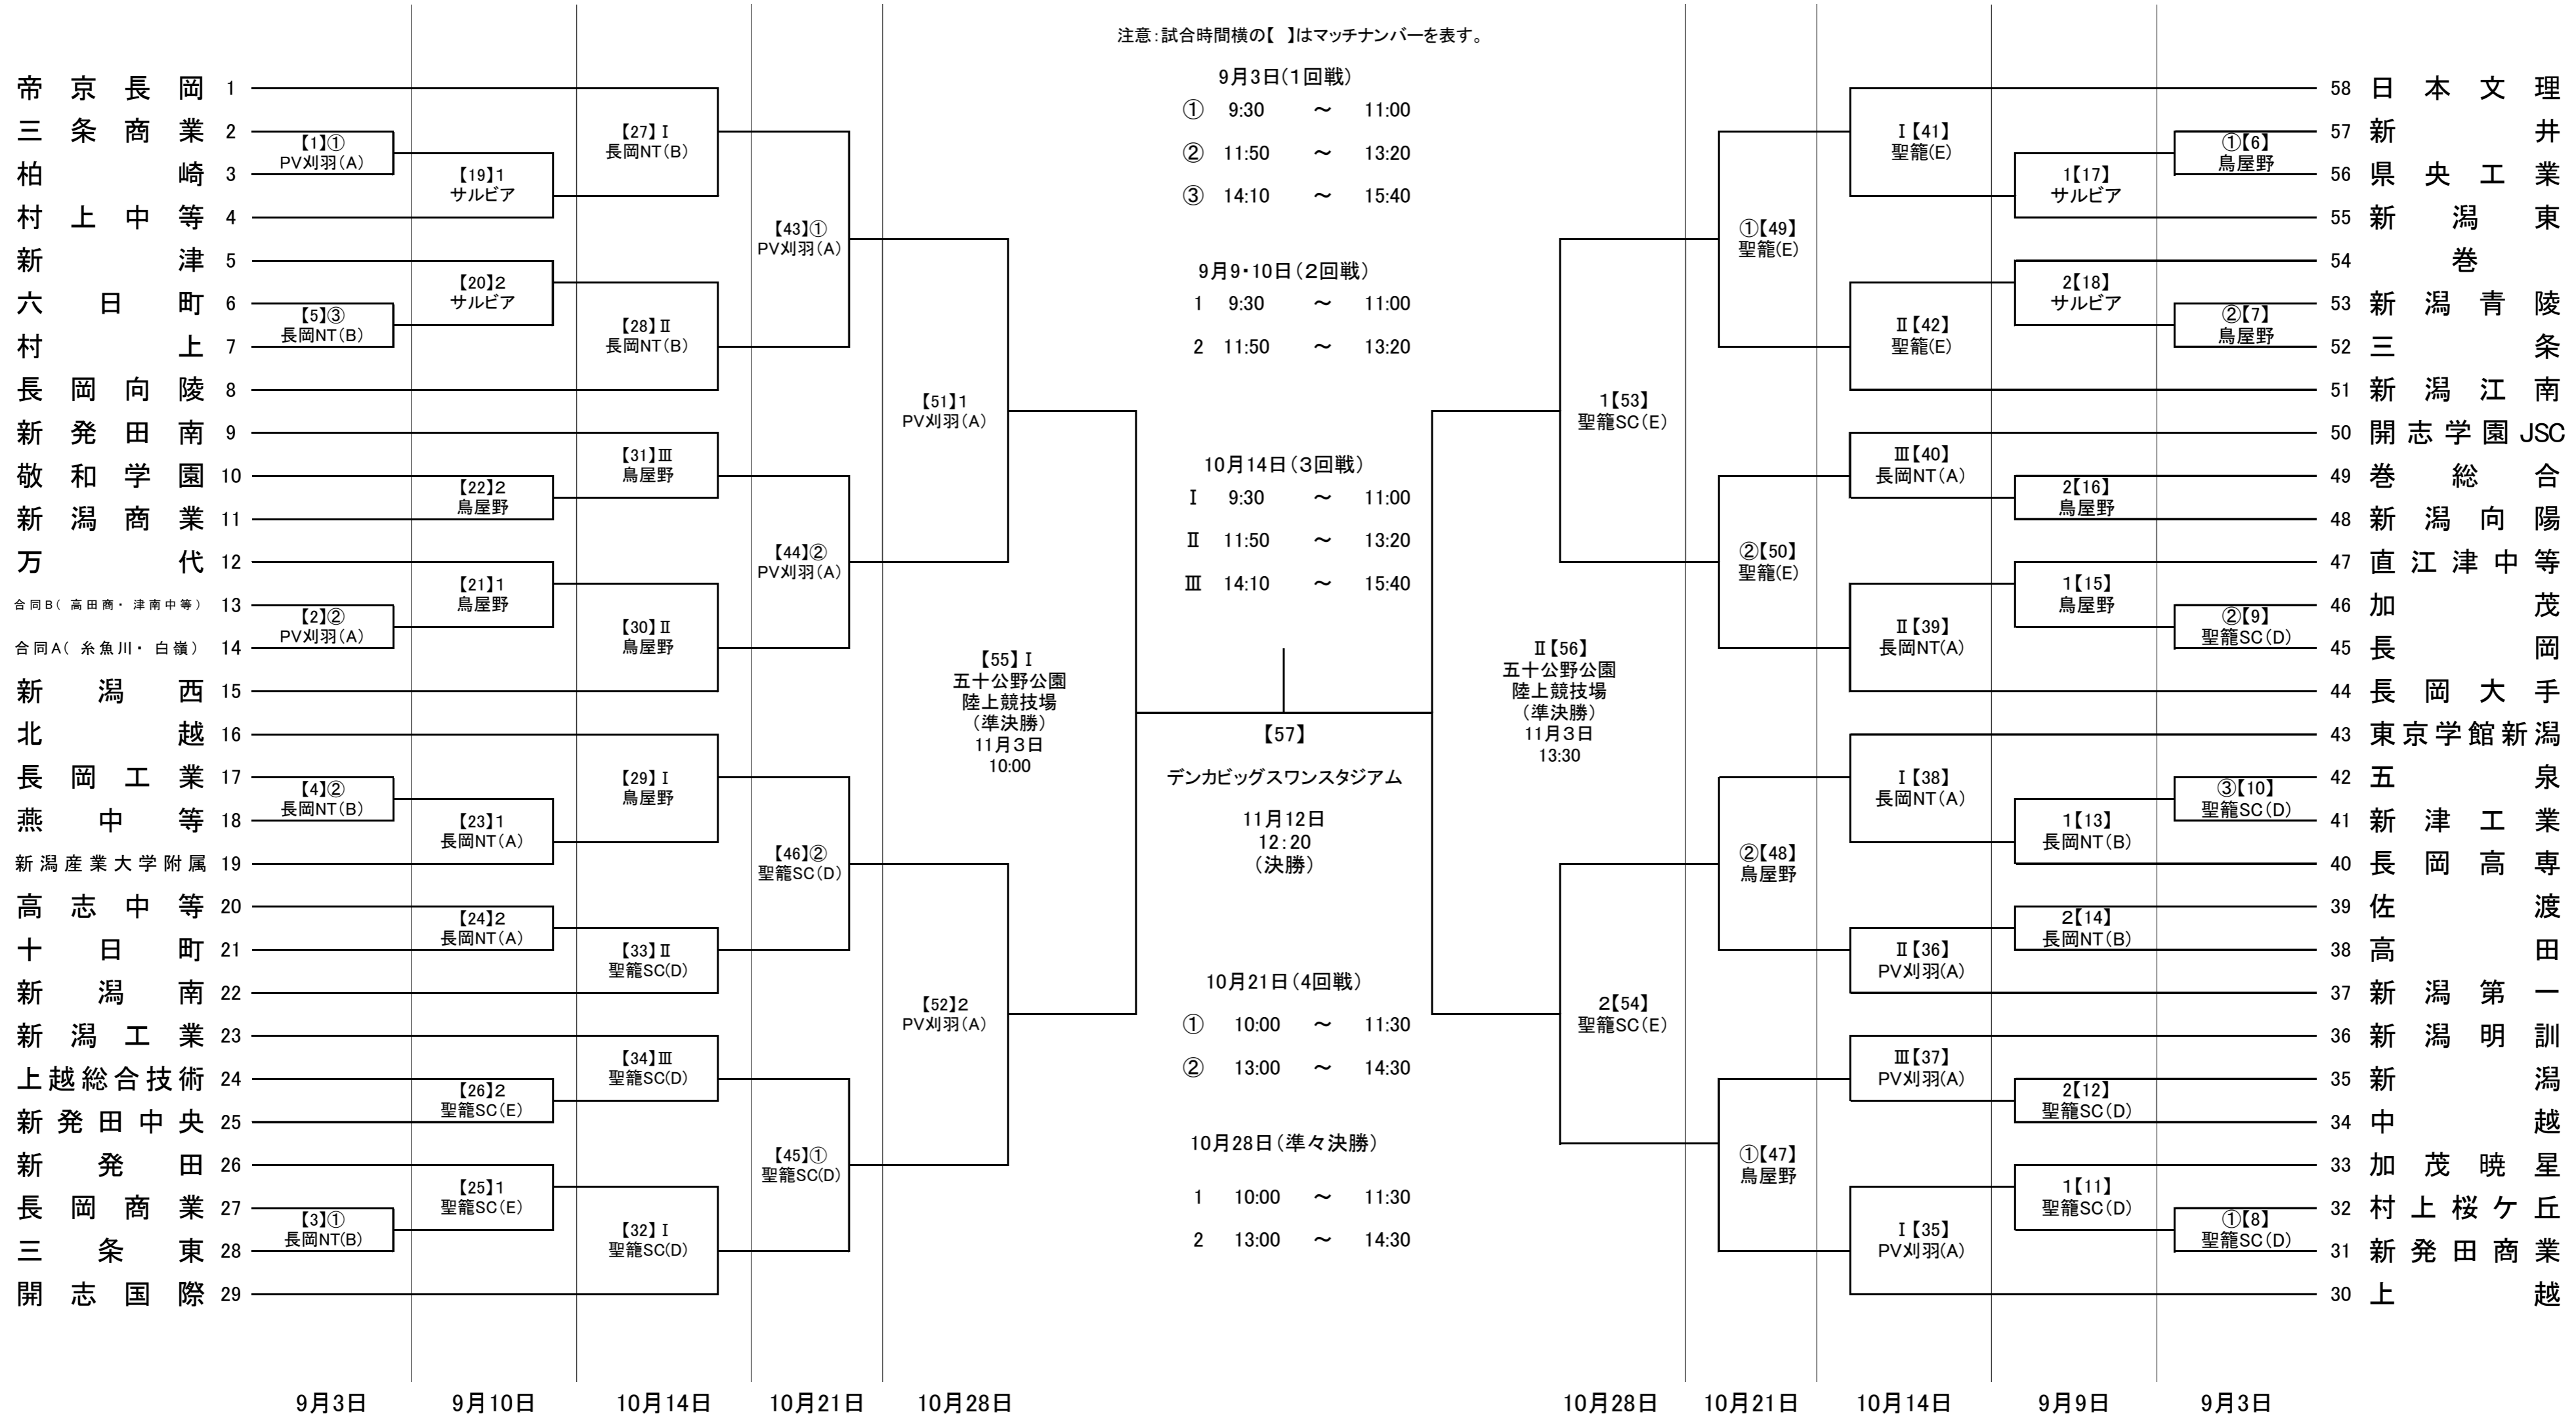 注意:試合時間横の【 】はマッチナンバーを表す。
9月3日(1回戦)
① 9:30 ～ 11:00
② 11:50 ～ 13:20
③ 14:10 ～ 15:40
9月9・10日(2回戦)
1 9:30 ～ 11:00
2 11:50 ～ 13:20
10月14日(3回戦)
Ⅰ 9:30 ～ 11:00
Ⅱ 11:50 ～ 13:20
Ⅲ 14:10 ～ 15:40
【57】
デンカビッグスワンスタジアム
11月12日
12:20
(決勝)
10月21日(4回戦)
① 10:00 ～ 11:30
② 13:00 ～ 14:30
10月28日(準々決勝)
1 10:00 ～ 11:30
2 13:00 ～ 14:30
帝京長岡 1
三条商業 2
柏崎 3
村上中等 4
新津 5
六日町 6
村上 7
長岡向陵 8
新発田南 9
敬和学園 10
新潟商業 11
万代 12
合同B(高田商・津南中等) 13
合同A(糸魚川・白嶺) 14
新潟西 15
北越 16
長岡工業 17
燕中等 18
新潟産業大学附属 19
高志中等 20
十日町 21
新潟南 22
新潟工業 23
上越総合技術 24
新発田中央 25
新発田 26
長岡商業 27
三条東 28
開志国際 29
【1】①
PV刈羽(A)
【5】③
長岡NT(B)
【2】②
PV刈羽(A)
【4】②
長岡NT(B)
【3】①
長岡NT(B)
【19】1
サルビア
【20】2
サルビア
【22】2
鳥屋野
【21】1
鳥屋野
【23】1
長岡NT(A)
【24】2
長岡NT(A)
【26】2
聖籠SC(E)
【25】1
聖籠SC(E)
【27】Ⅰ
長岡NT(B)
【28】Ⅱ
長岡NT(B)
【31】Ⅲ
鳥屋野
【30】Ⅱ
鳥屋野
【29】Ⅰ
鳥屋野
【33】Ⅱ
聖籠SC(D)
【34】Ⅲ
聖籠SC(D)
【32】Ⅰ
聖籠SC(D)
【43】①
PV刈羽(A)
【44】②
PV刈羽(A)
【46】②
聖籠SC(D)
【45】①
聖籠SC(D)
【51】1
PV刈羽(A)
【52】2
PV刈羽(A)
【55】Ⅰ
五十公野公園
陸上競技場
(準決勝)
11月3日
10:00
Ⅱ【56】
五十公野公園
陸上競技場
(準決勝)
11月3日
13:30
1【53】
聖籠SC(E)
2【54】
聖籠SC(E)
①【49】
聖籠(E)
②【50】
聖籠(E)
②【48】
鳥屋野
①【47】
鳥屋野
Ⅰ【41】
聖籠(E)
Ⅱ【42】
聖籠(E)
Ⅲ【40】
長岡NT(A)
Ⅱ【39】
長岡NT(A)
Ⅰ【38】
長岡NT(A)
Ⅱ【36】
PV刈羽(A)
Ⅲ【37】
PV刈羽(A)
Ⅰ【35】
PV刈羽(A)
1【17】
サルビア
2【18】
サルビア
2【16】
鳥屋野
1【15】
鳥屋野
1【13】
長岡NT(B)
2【14】
長岡NT(B)
2【12】
聖籠SC(D)
1【11】
聖籠SC(D)
①【6】
鳥屋野
②【7】
鳥屋野
②【9】
聖籠SC(D)
③【10】
聖籠SC(D)
①【8】
聖籠SC(D)
58 日本文理
57 新井
56 県央工業
55 新潟東
54 巻
53 新潟青陵
52 三条
51 新潟江南
50 開志学園JSC
49 巻総合
48 新潟向陽
47 直江津中等
46 加茂
45 長岡
44 長岡大手
43 東京学館新潟
42 五泉
41 新津工業
40 長岡高専
39 佐渡
38 高田
37 新潟第一
36 新潟明訓
35 新潟
34 中越
33 加茂暁星
32 村上桜ケ丘
31 新発田商業
30 上越
9月3日 9月10日 10月14日 10月21日 10月28日 10月28日 10月21日 10月14日 9月9日 9月3日